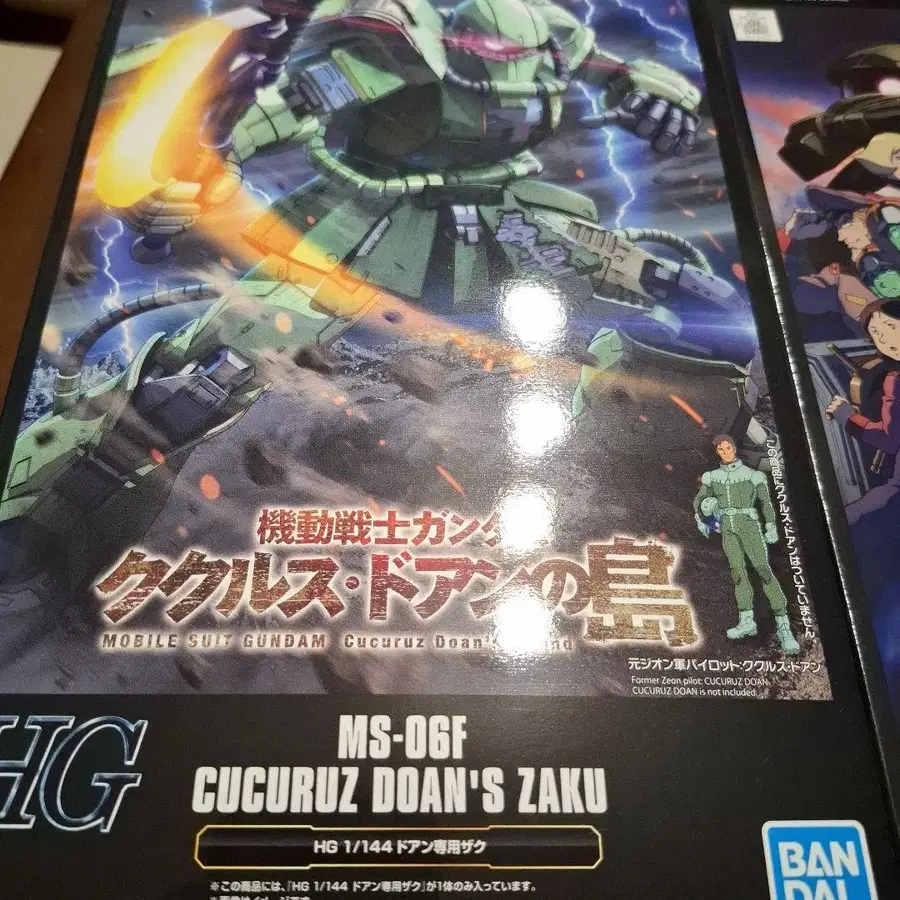 機動戦士ガンダ
ククルス・ドアンの島
MOBILE SUIT GUNDAM Cucuruz Doan's
この商品にククルス・ドアンはついていません。
元ジオン軍パイロット:ククルス・ドアン
Former Zeon pilot: CUCURUZ DOAN
CUCURUZ DOAN is not included
HG
MS-06F
CUCURUZ DOAN'S ZAKU
HG 1/144 ドアン専用ザク
※この商品には、「HG 1/144 ドアン専用ザク」が1体のみ入っています。
BAN
DAI